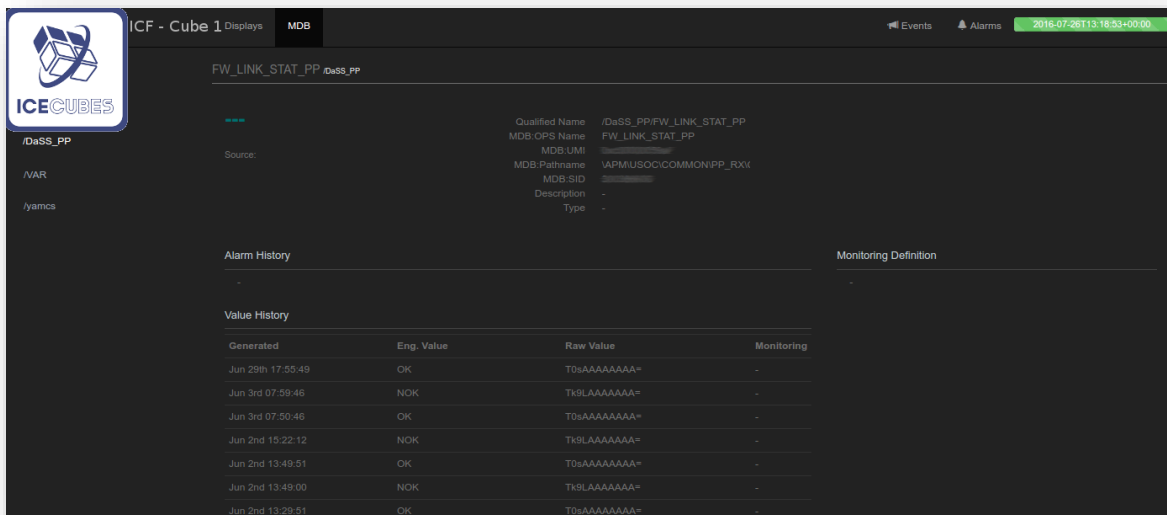 ICF - Cube 1 Displays MDB Events Alarms 2016-07-26T13:18:53+00:00
ICECUBES
FW_LINK_STAT_PP /DaSS_PP
/DaSS_PP
/VAR
/yamcs
---
Source:
Qualified Name /DaSS_PP/FW_LINK_STAT_PP
MDB:OPS Name FW_LINK_STAT_PP
MDB:UMI
MDB:Pathname \APM\USOC\COMMON\PP_RX\
MDB:SID
Description -
Type -
Alarm History
-
Monitoring Definition
-
Value History
Generated Eng. Value Raw Value Monitoring
Jun 29th 17:55:49 OK T0sAAAAAAAA= -
Jun 3rd 07:59:46 NOK Tk9LAAAAAAA= -
Jun 3rd 07:50:46 OK T0sAAAAAAAA= -
Jun 2nd 15:22:12 NOK Tk9LAAAAAAA= -
Jun 2nd 13:49:51 OK T0sAAAAAAAA= -
Jun 2nd 13:49:00 NOK Tk9LAAAAAAA= -
Jun 2nd 13:29:51 OK T0sAAAAAAAA= -